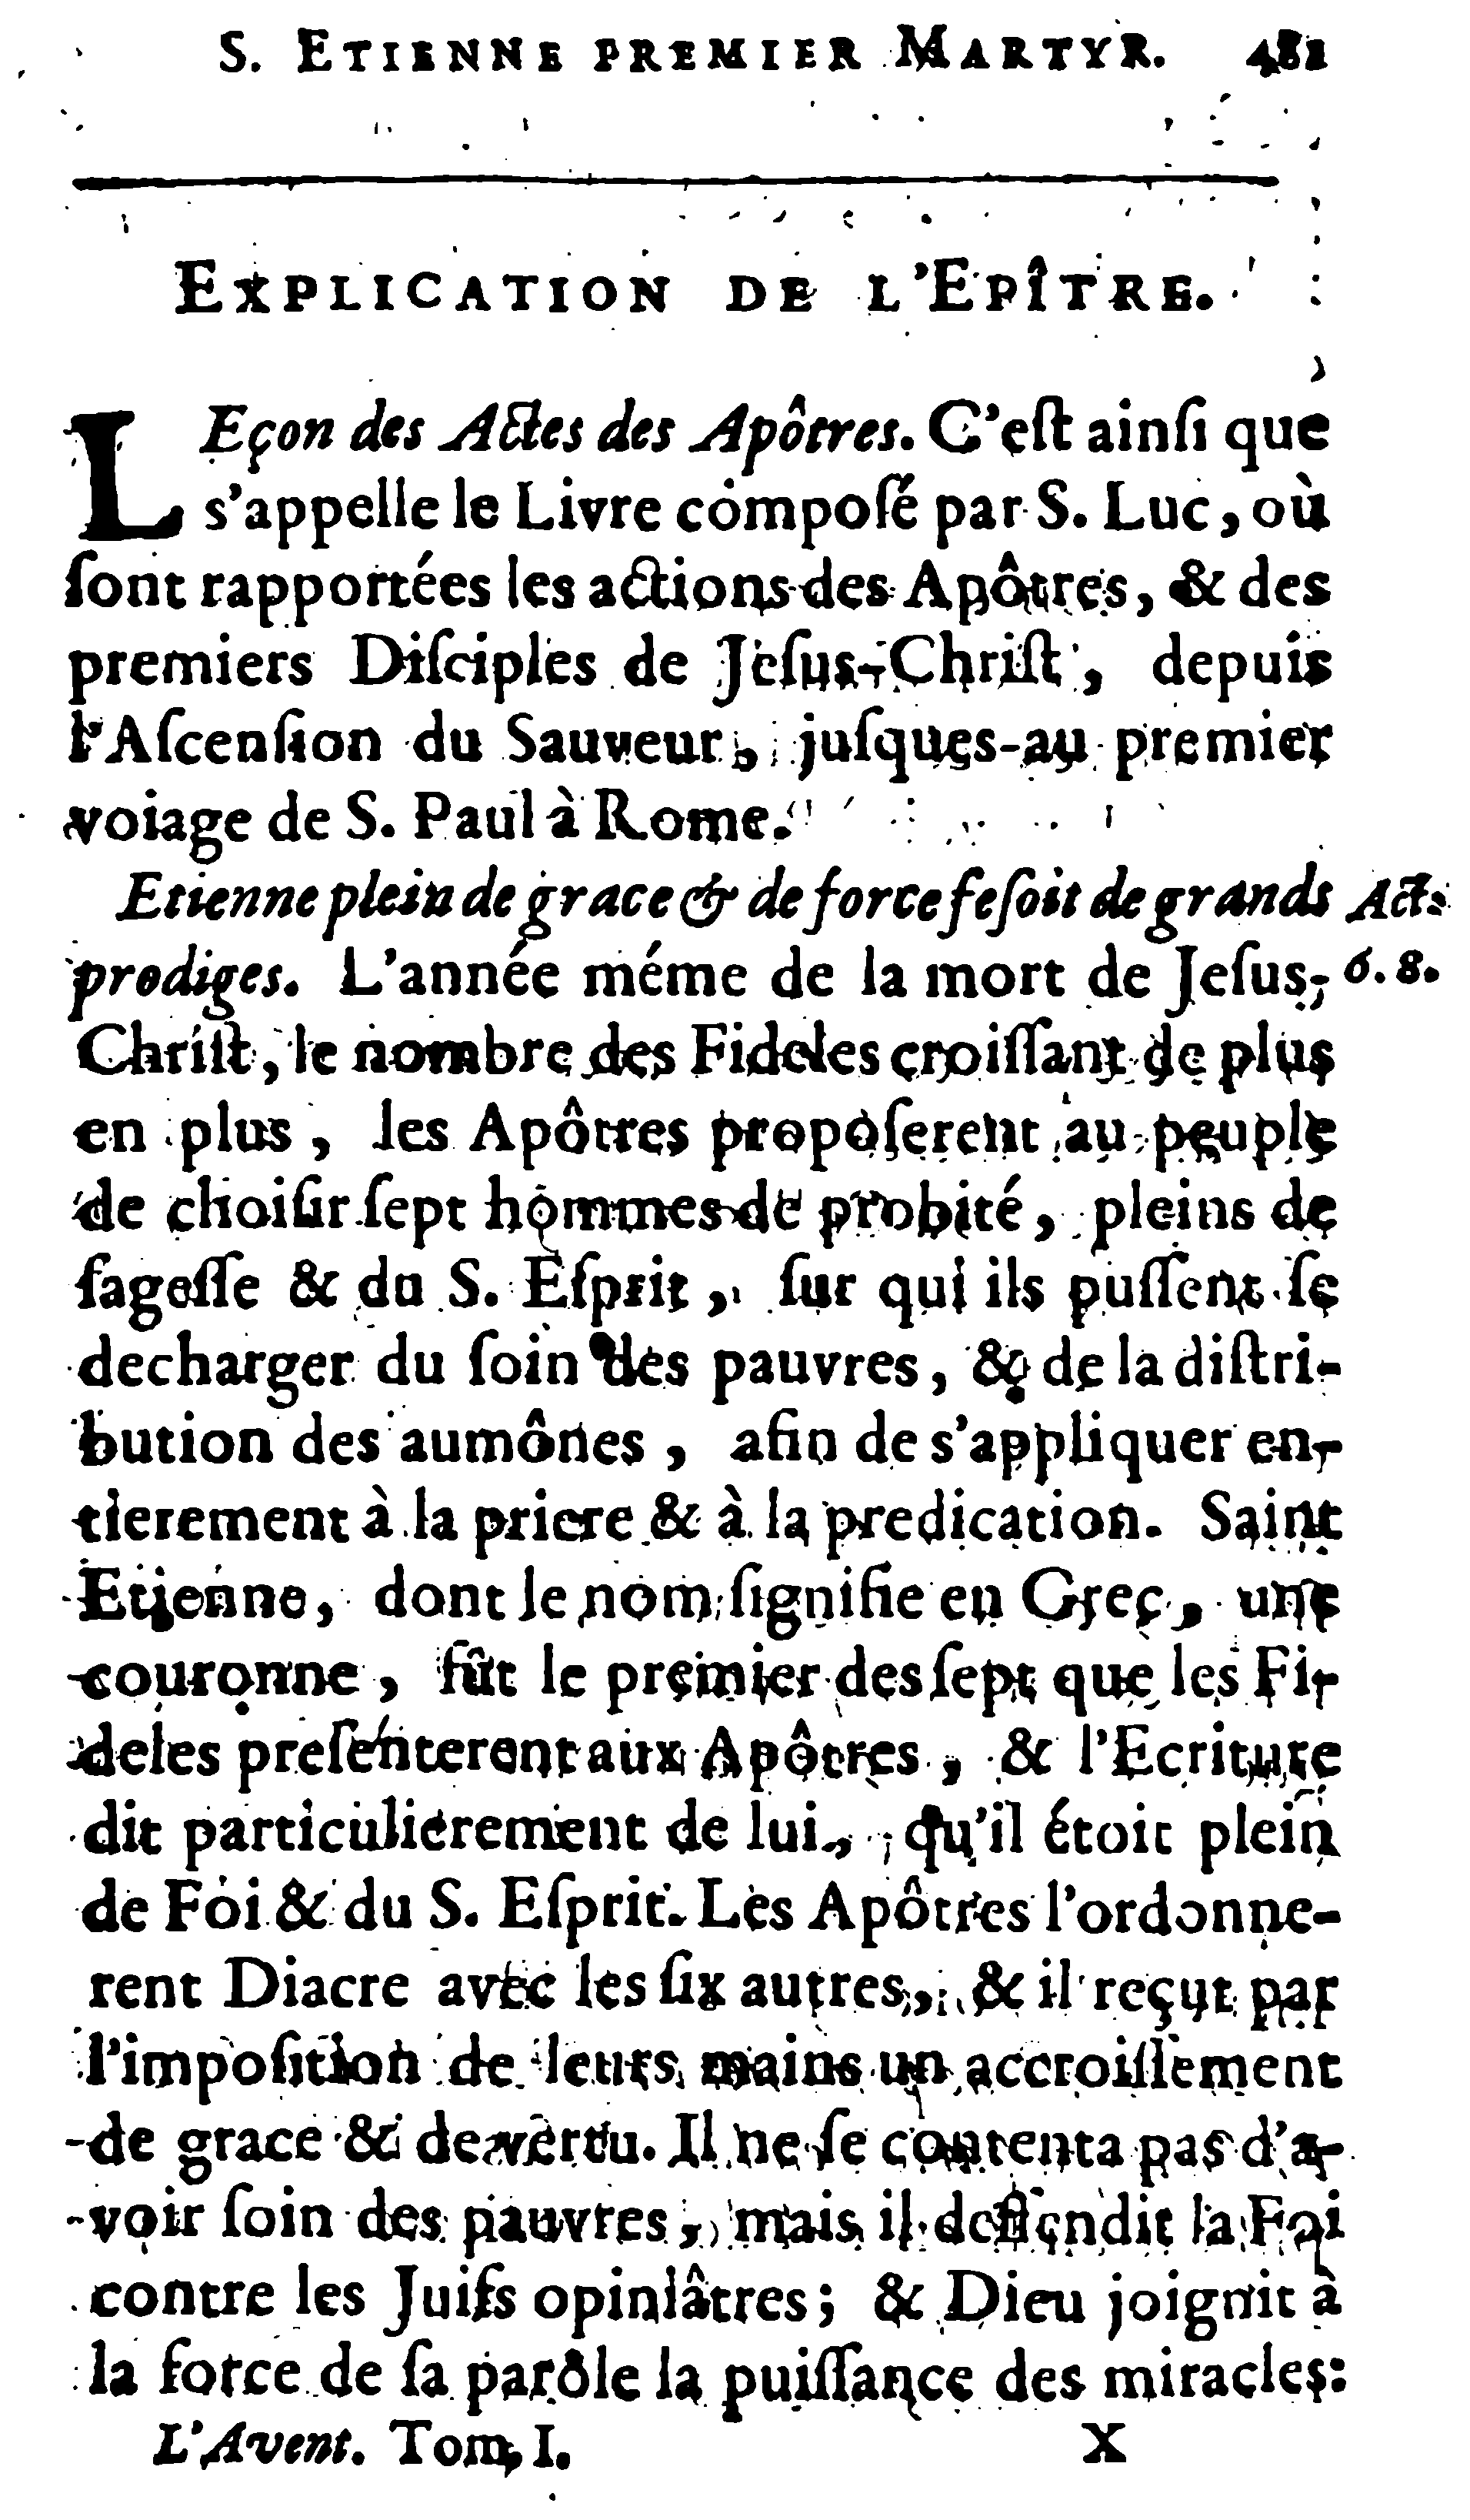 S. ETIENNE PREMIER MARTYR. 481
EXPLICATION DE L'EPÎTRE.
LEçon des Actes des Apôtres. C'eſt ainſi que
s'appelle le Livre compoſé par S. Luc, où
ſont rapportées les actions des Apôtres, & des
premiers Diſciples de Jeſus-Chriſt, depuis
l'Aſcenſion du Sauveur, juſques-au premier
voiage de S. Paul à Rome.
Etienne plein de grace & de force feſoit de grands Act.
prodiges. L'année méme de la mort de Jeſus- 6. 8.
Chriſt, le nombre des Fideles croiſſant de plus
en plus, les Apôtres propoſerent au peuple
de choiſir ſept hommes de probité, pleins de
ſageſſe & du S. Eſprit, ſur qui ils puſſent ſe
decharger du ſoin des pauvres, & de la diſtri-
bution des aumônes, afin de s'appliquer en-
tierement à la priere & à la predication. Saint
Etienne, dont le nom ſignifie en Grec, une
couronne, fût le premier des ſept que les Fi-
deles preſenterent aux Apôtres, & l'Ecriture
dit particulierement de lui, qu'il étoit plein
de Foi & du S. Eſprit. Les Apôtres l'ordonne-
rent Diacre avec les ſix autres, & il reçut par
l'impoſition de leurs mains un accroiſſement
de grace & de vertu. Il ne ſe contenta pas d'a-
voir ſoin des pauvres, mais il deffendit la Foi
contre les Juifs opiniâtres; & Dieu joignit à
la force de ſa parôle la puiſſance des miracles:
L'Avent. Tom. I. X